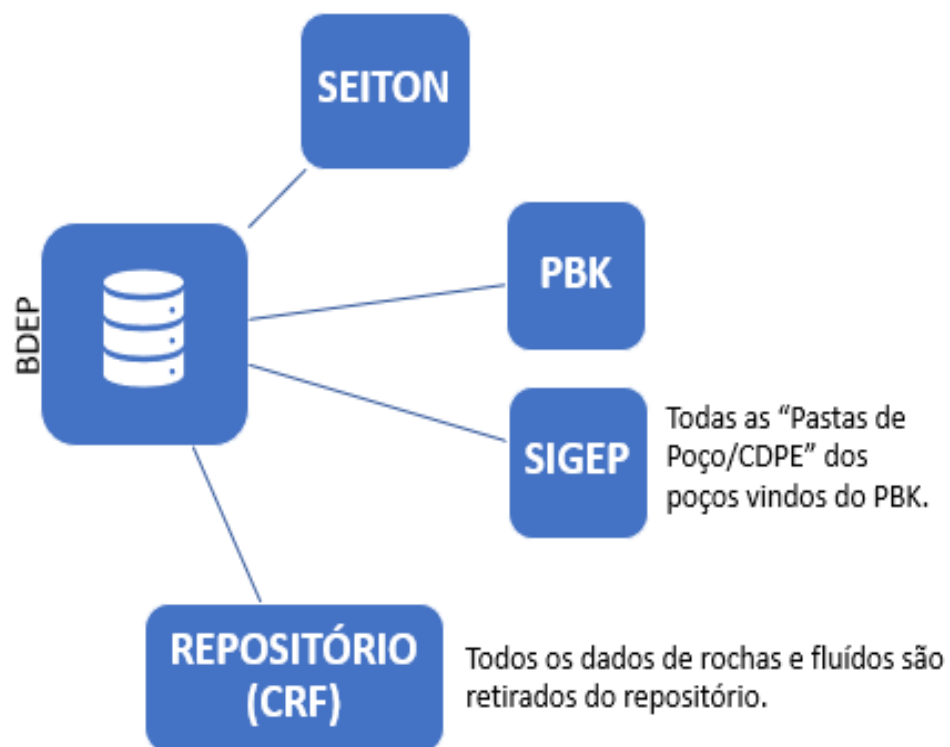 SEITON
BDEP
PBK
SIGEP
Todas as “Pastas de
Poço/CDPE” dos
poços vindos do PBK.
REPOSITÓRIO
(CRF)
Todos os dados de rochas e fluídos são
retirados do repositório.